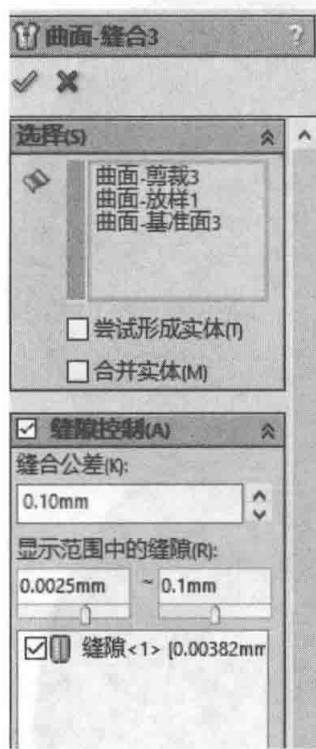 曲面-缝合3 ?
选择(S)
曲面-剪裁3
曲面-放样1
曲面-基准面3
尝试形成实体(T)
合并实体(M)
缝隙控制(A)
缝合公差(K):
0.10mm
显示范围中的缝隙(R):
0.0025mm ~ 0.1mm
缝隙<1> [0.00382mm